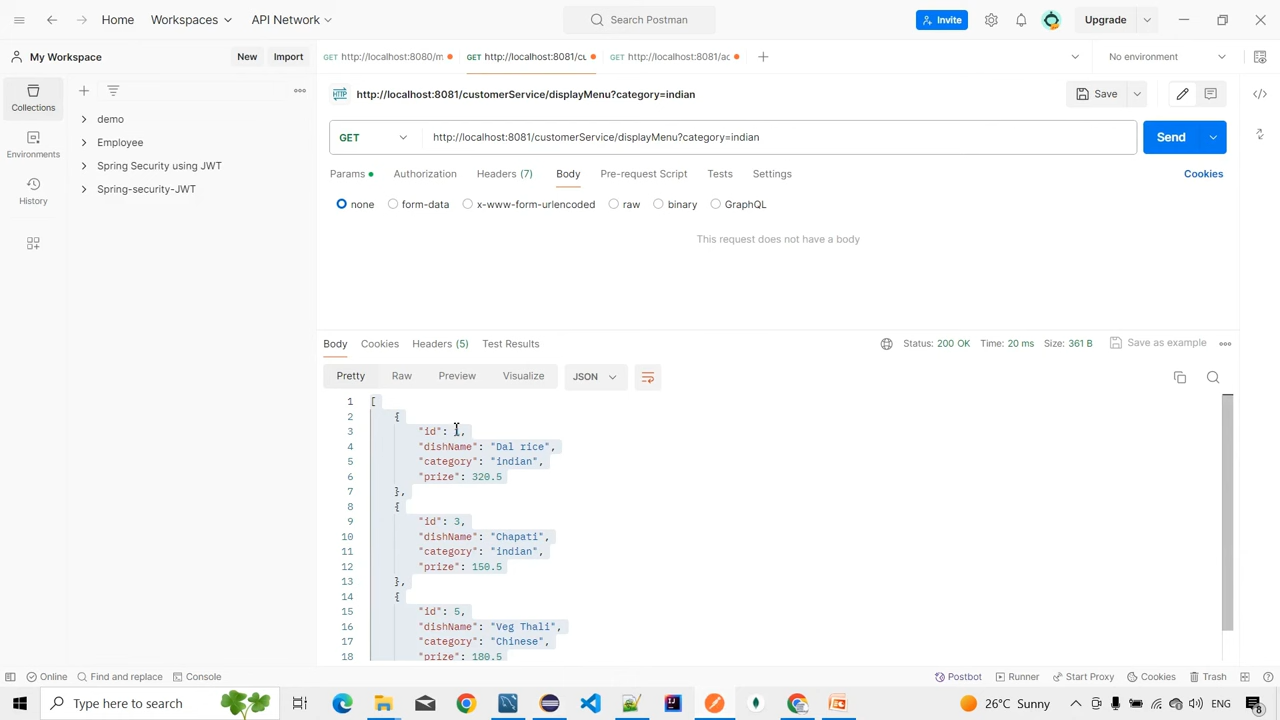 Home Workspaces API Network Search Postman Invite Upgrade
My Workspace New Import
GET http://localhost:8080/m GET http://localhost:8081/cu GET http://localhost:8081/ac No environment
Collections
Environments
History
demo
Employee
Spring Security using JWT
Spring-security-JWT
HTTP http://localhost:8081/customerService/displayMenu?category=indian Save
GET http://localhost:8081/customerService/displayMenu?category=indian Send
Params Authorization Headers (7) Body Pre-request Script Tests Settings Cookies
none form-data x-www-form-urlencoded raw binary GraphQL
This request does not have a body
Body Cookies Headers (5) Test Results Status: 200 OK Time: 20 ms Size: 361 B Save as example
Pretty Raw Preview Visualize JSON
1 [
2 {
3 "id": ,
4 "dishName": "Dal rice",
5 "category": "indian",
6 "prize": 320.5
7 },
8 {
9 "id": 3,
10 "dishName": "Chapati",
11 "category": "indian",
12 "prize": 150.5
13 },
14 {
15 "id": 5,
16 "dishName": "Veg Thali",
17 "category": "Chinese",
18 "prize": 180.5
Online Find and replace Console Postbot Runner Start Proxy Cookies Trash
Type here to search 26°C Sunny ENG 8